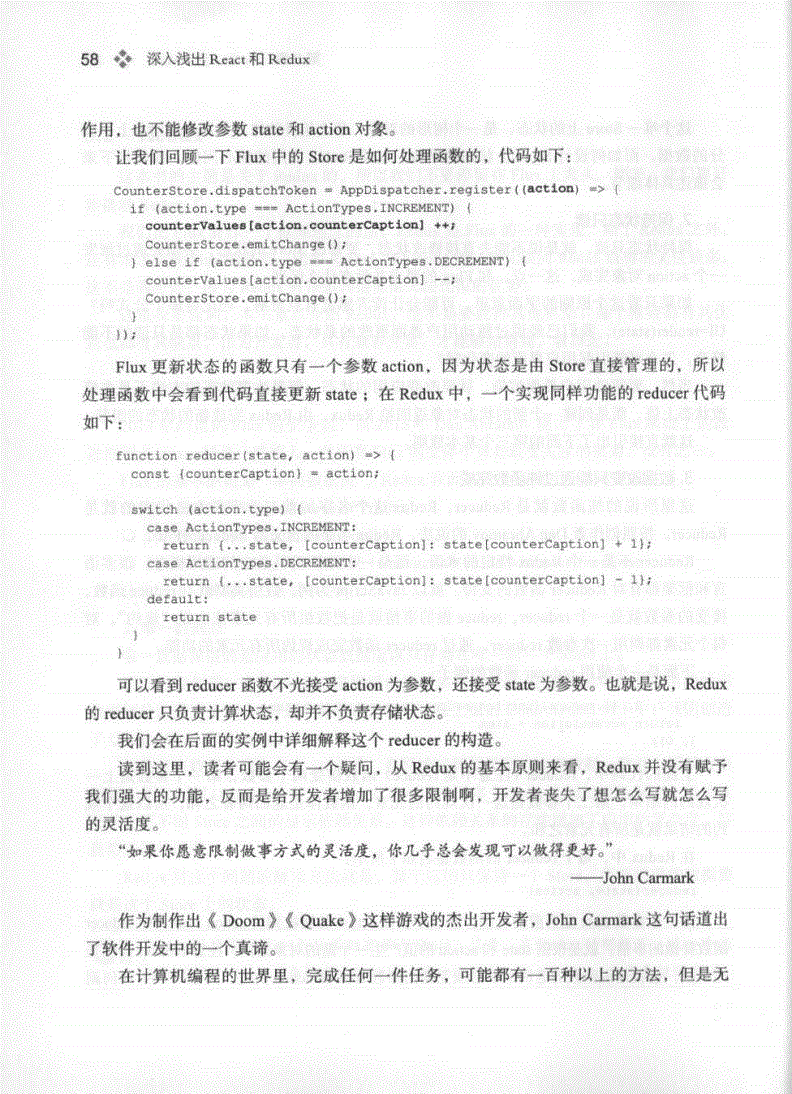 58 深入浅出 React 和 Redux
作用，也不能修改参数 state 和 action 对象。
让我们回顾一下 Flux 中的 Store 是如何处理函数的，代码如下：
CounterStore.dispatchToken = AppDispatcher.register((action) => {
if (action.type === ActionTypes.INCREMENT) {
counterValues[action.counterCaption] ++;
CounterStore.emitChange();
} else if (action.type === ActionTypes.DECREMENT) {
counterValues[action.counterCaption] --;
CounterStore.emitChange();
}
});
Flux 更新状态的函数只有一个参数 action，因为状态是由 Store 直接管理的，所以
处理函数中会看到代码直接更新 state ；在 Redux 中，一个实现同样功能的 reducer 代码
如下：
function reducer(state, action) => {
const {counterCaption} = action;
switch (action.type) {
case ActionTypes.INCREMENT:
return {...state, [counterCaption]: state[counterCaption] + 1};
case ActionTypes.DECREMENT:
return {...state, [counterCaption]: state[counterCaption] - 1};
default:
return state
}
}
可以看到 reducer 函数不光接受 action 为参数，还接受 state 为参数。也就是说，Redux
的 reducer 只负责计算状态，却并不负责存储状态。
我们会在后面的实例中详细解释这个 reducer 的构造。
读到这里，读者可能会有一个疑问，从 Redux 的基本原则来看，Redux 并没有赋予
我们强大的功能，反而是给开发者增加了很多限制啊，开发者丧失了想怎么写就怎么写
的灵活度。
“如果你愿意限制做事方式的灵活度，你几乎总会发现可以做得更好。”
——John Carmark
作为制作出《 Doom 》《 Quake 》这样游戏的杰出开发者，John Carmark 这句话道出
了软件开发中的一个真谛。
在计算机编程的世界里，完成任何一件任务，可能都有一百种以上的方法，但是无